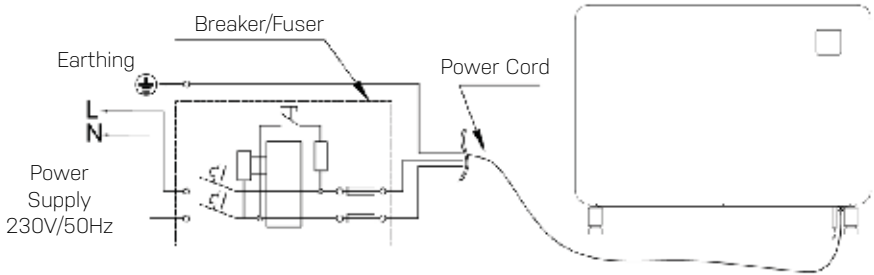 Breaker/Fuser
Earthing
Power Cord
L
N
Power
Supply
230V/50Hz